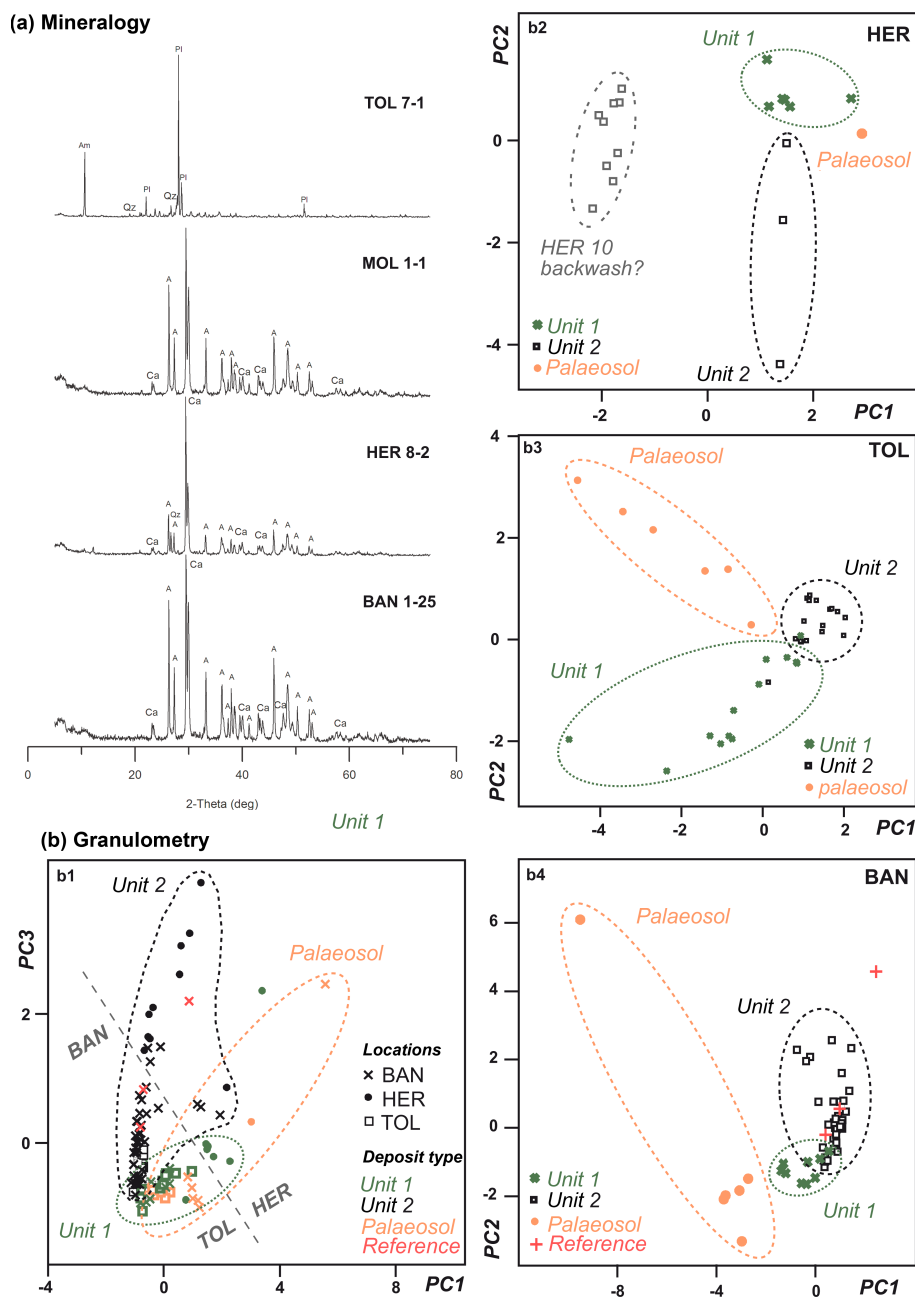 (a) Mineralogy
Pl
TOL 7-1
Am
Pl
Pl
Qz
Qz
Pl
MOL 1-1
A
A
A
A
A
A
A
A
A
A
Ca
Ca
Ca
Ca
Ca
HER 8-2
A
Qz
A
A
A
A
Ca
Ca
A
A
A
A
Ca
Ca
BAN 1-25
A
A
A
A
A
A
A
A
A
A
A
Ca
Ca
Ca
Ca
Ca
0
20
40
60
80
2-Theta (deg)
b2
Unit 1
HER
PC2
0
-2
-4
Palaeosol
HER 10
backwash?
Unit 1
Unit 2
Palaeosol
Unit 2
-2
0
2
PC1
b3
TOL
4
2
0
-2
PC2
Palaeosol
Unit 2
Unit 1
Unit 1
Unit 2
palaeosol
-4
-2
0
2
PC1
Unit 1
(b) Granulometry
b1
Unit 2
PC3
2
0
Palaeosol
BAN
Locations
BAN
HER
TOL
Deposit type
Unit 1
Unit 2
Palaeosol
Reference
Unit 1
TOL
HER
-4
0
4
8
PC1
b4
BAN
6
4
2
0
-2
PC2
Palaeosol
Unit 2
Unit 1
Unit 2
Palaeosol
Reference
Unit 1
-8
-4
0
PC1